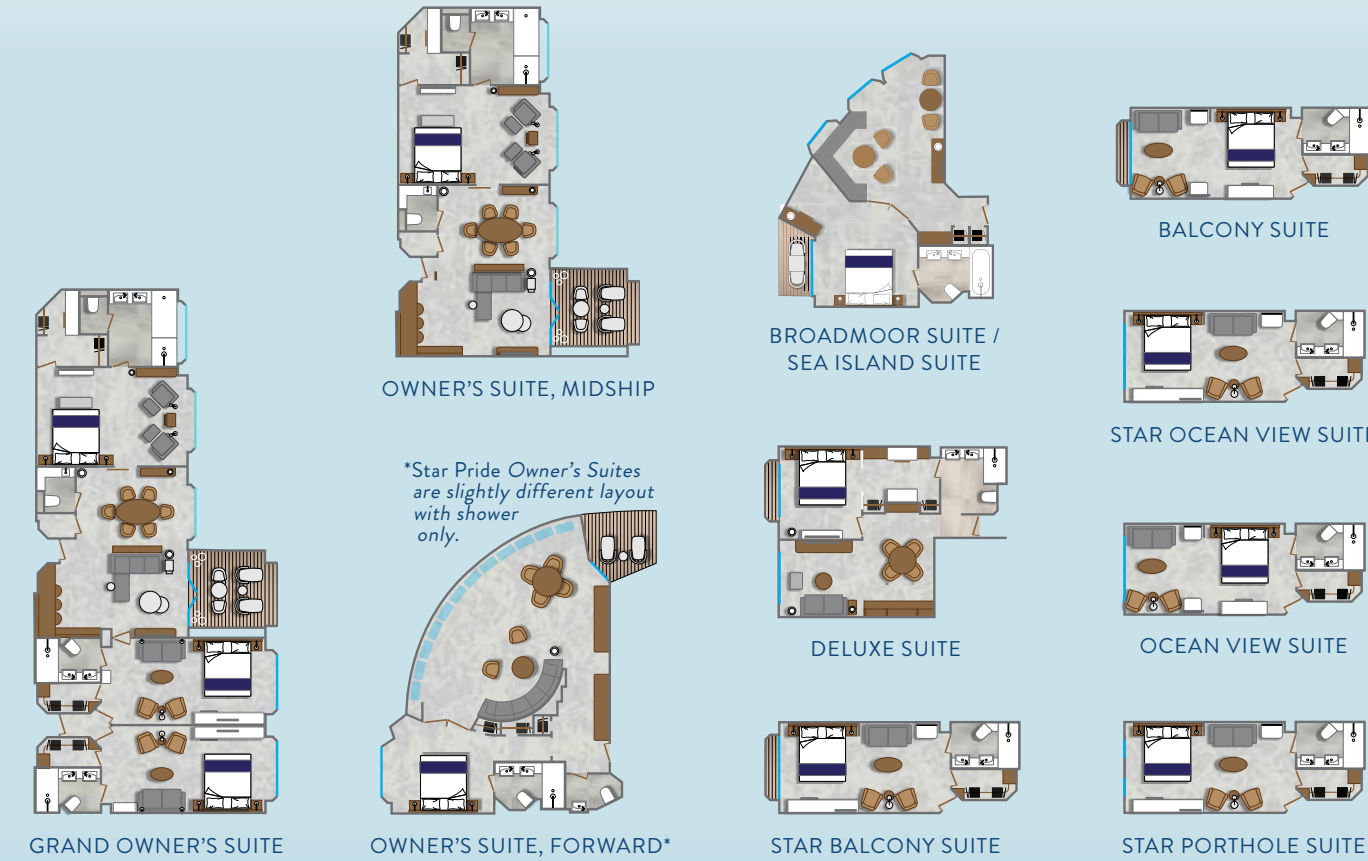 BALCONY SUITE
BROADMOOR SUITE /
SEA ISLAND SUITE
OWNER'S SUITE, MIDSHIP
STAR OCEAN VIEW SUITE
*Star Pride Owner's Suites
are slightly different layout
with shower
only.
DELUXE SUITE
OCEAN VIEW SUITE
GRAND OWNER'S SUITE
OWNER'S SUITE, FORWARD*
STAR BALCONY SUITE
STAR PORTHOLE SUITE